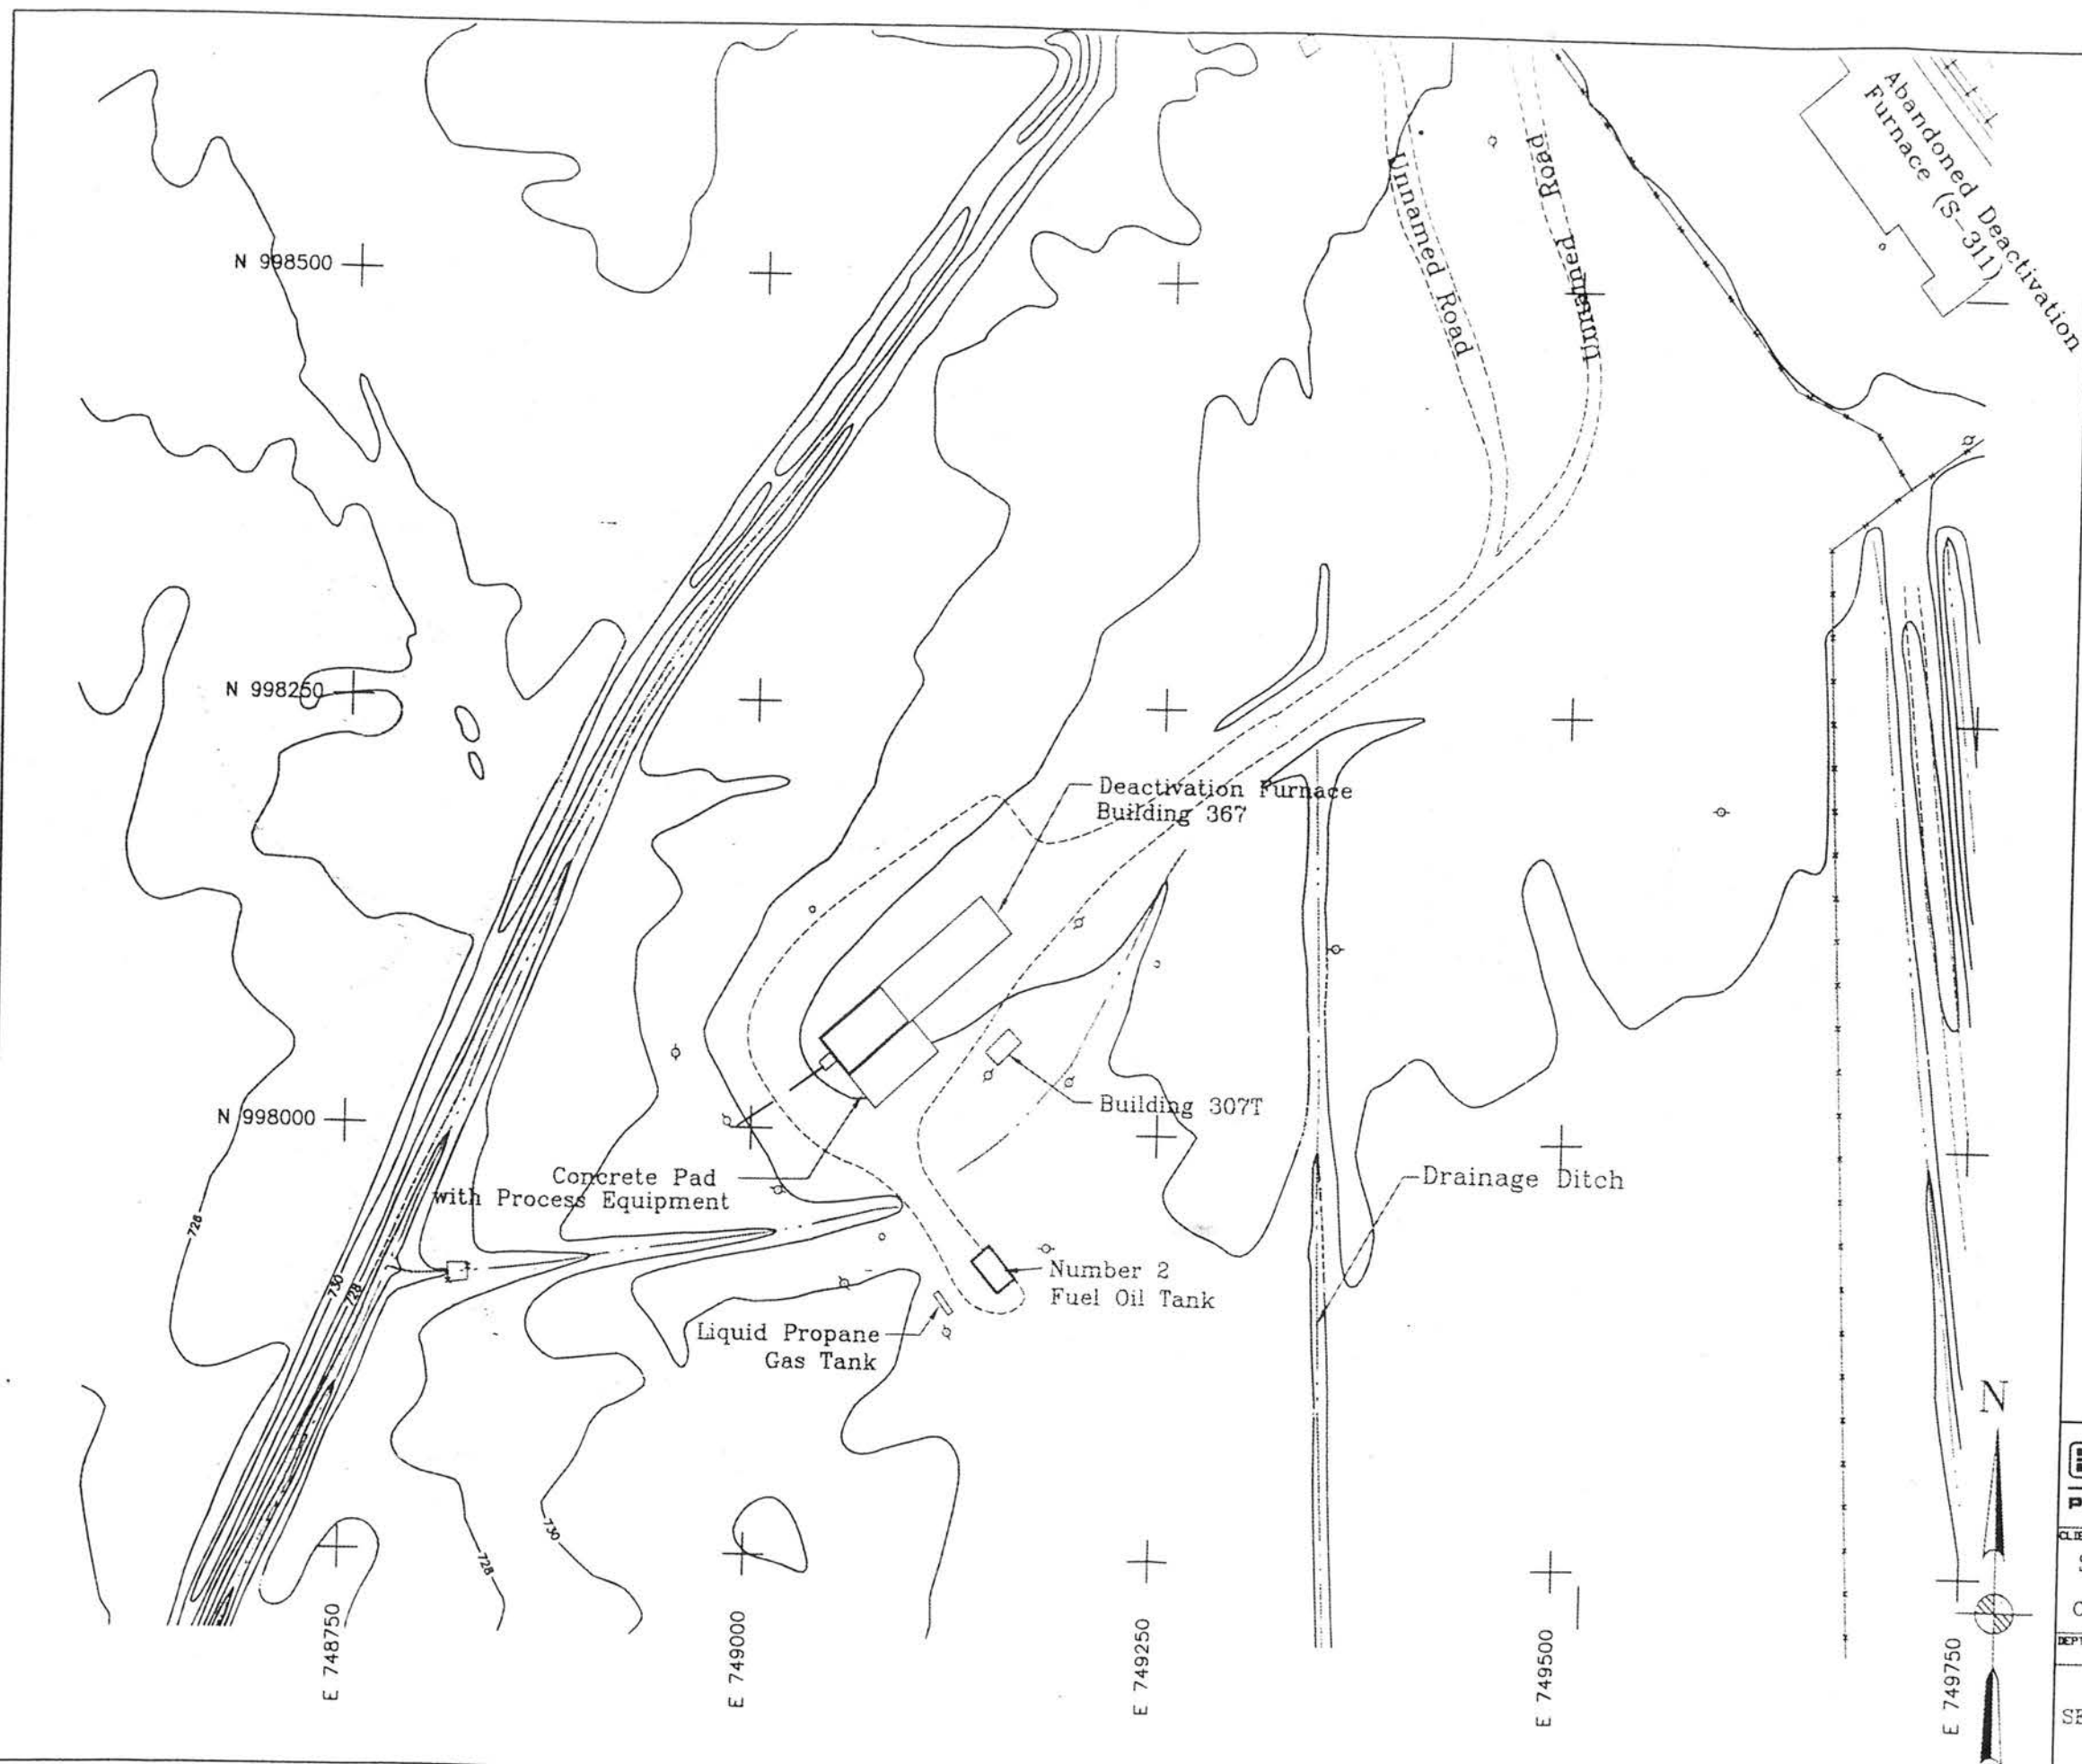 Abandoned Deactivation
Furnace (S-311)
Unnamed Road
Unnamed Road
N 998500
N 998250
Deactivation Furnace
Building 367
N 998000
Building 307T
Concrete Pad
with Process Equipment
Drainage Ditch
728
730
728
Number 2
Fuel Oil Tank
Liquid Propane
Gas Tank
N
730
728
E 748750
E 749000
E 749250
E 749500
E 749750